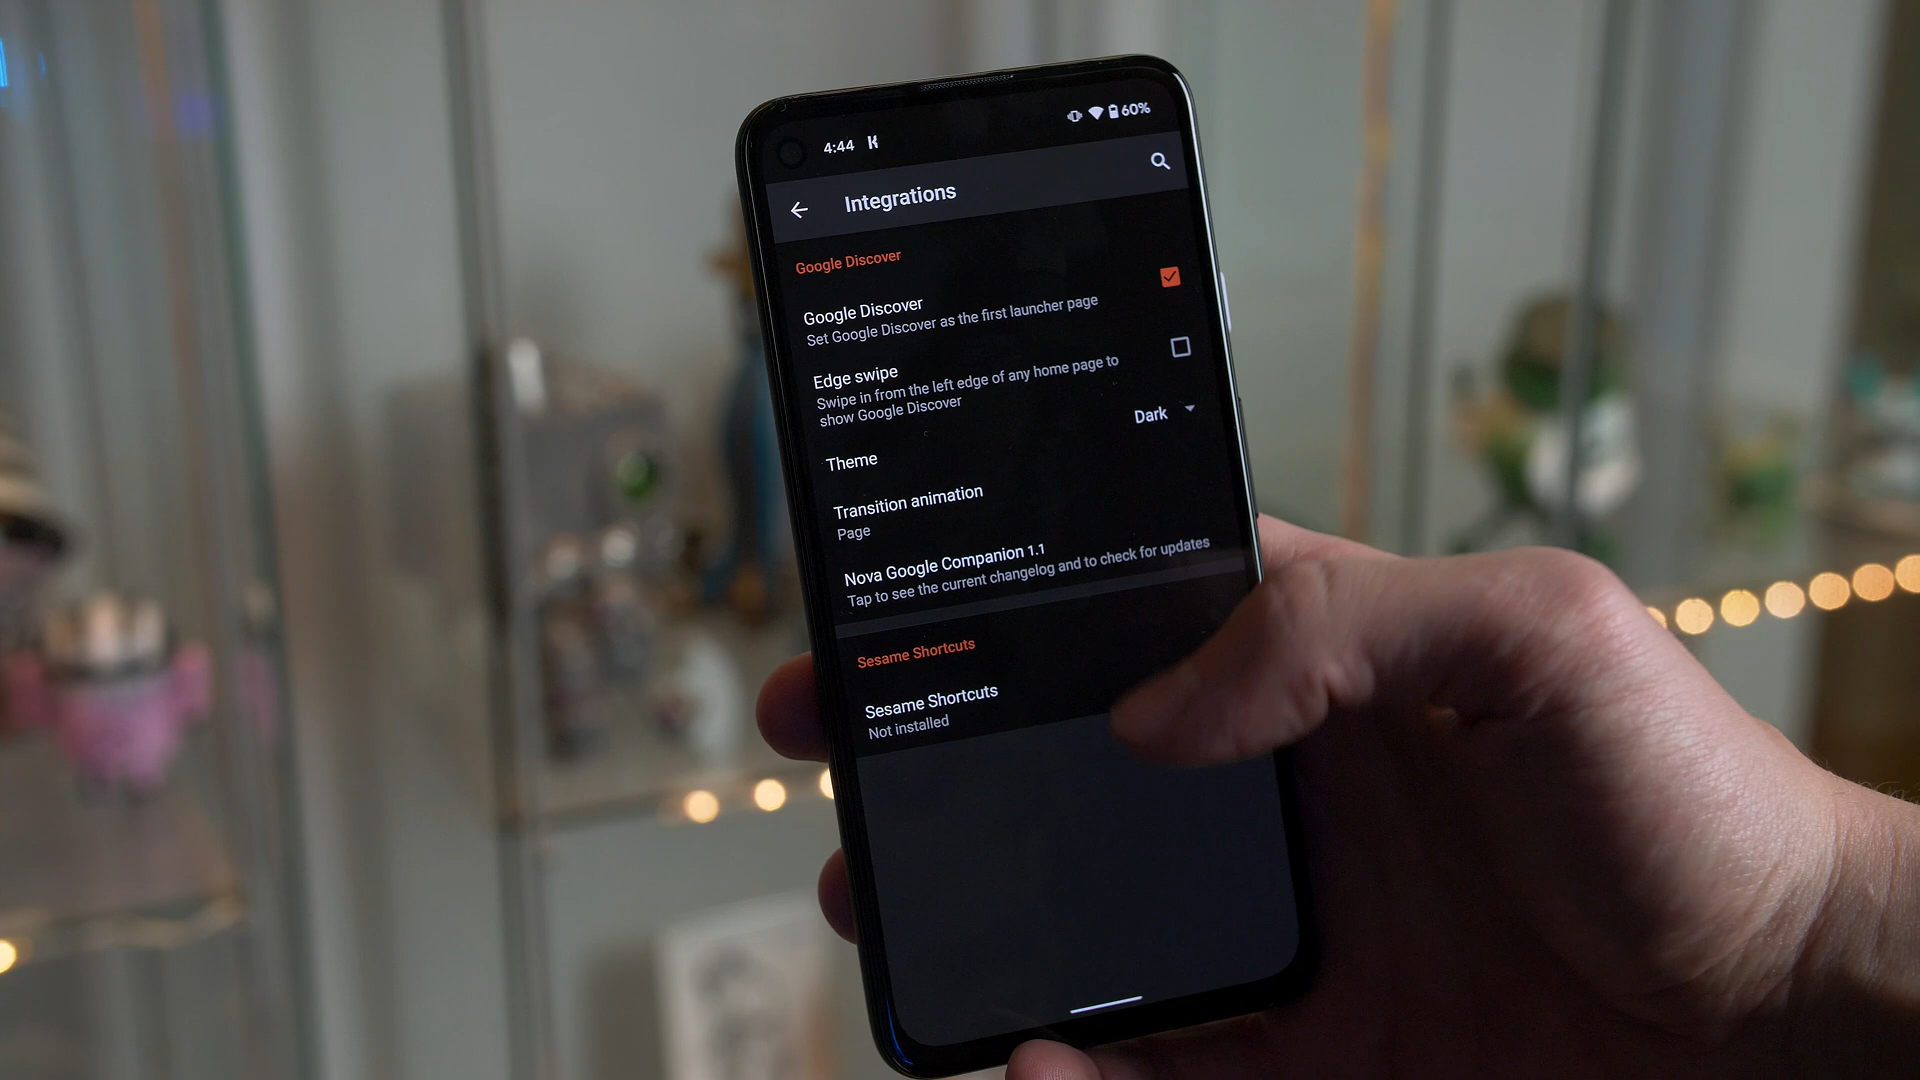 4:44
60%
Integrations
Google Discover
Google Discover
Set Google Discover as the first launcher page
Edge swipe
Swipe in from the left edge of any home page to
show Google Discover
Theme
Dark
Transition animation
Page
Nova Google Companion 1.1
Tap to see the current changelog and to check for updates
Sesame Shortcuts
Sesame Shortcuts
Not installed